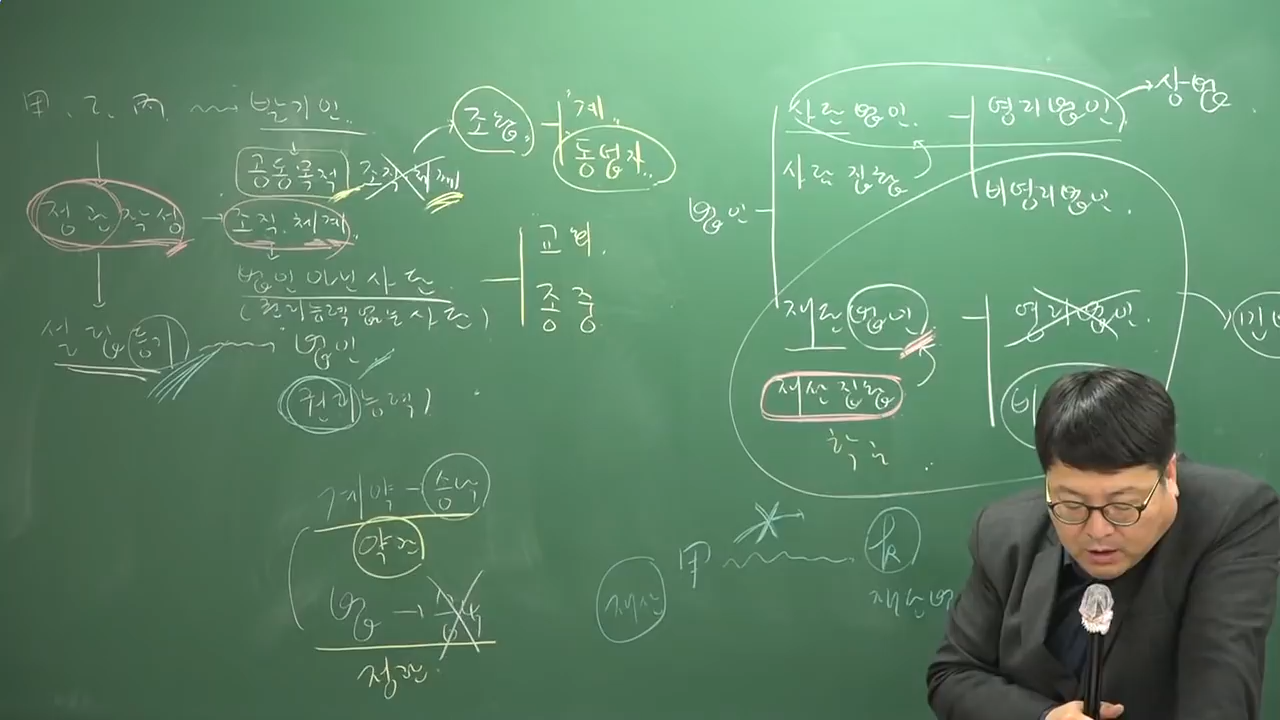 甲. 乙. 丙 → 발기인
공동목적 조직체계
조합
계
동업자
정관작성 → 조직.체계
법인 아닌 사단
(권리능력 없는 사단)
교회.
종중
설립등기
법인
권리능력)
계약 - 승낙
약관
법 → 승낙
정관.
법인
사단법인. - 영리법인
상법
사람 집합
비영리법인.
재단법인 - 영리법인.
재산 집합
학교
재산
甲
재단법